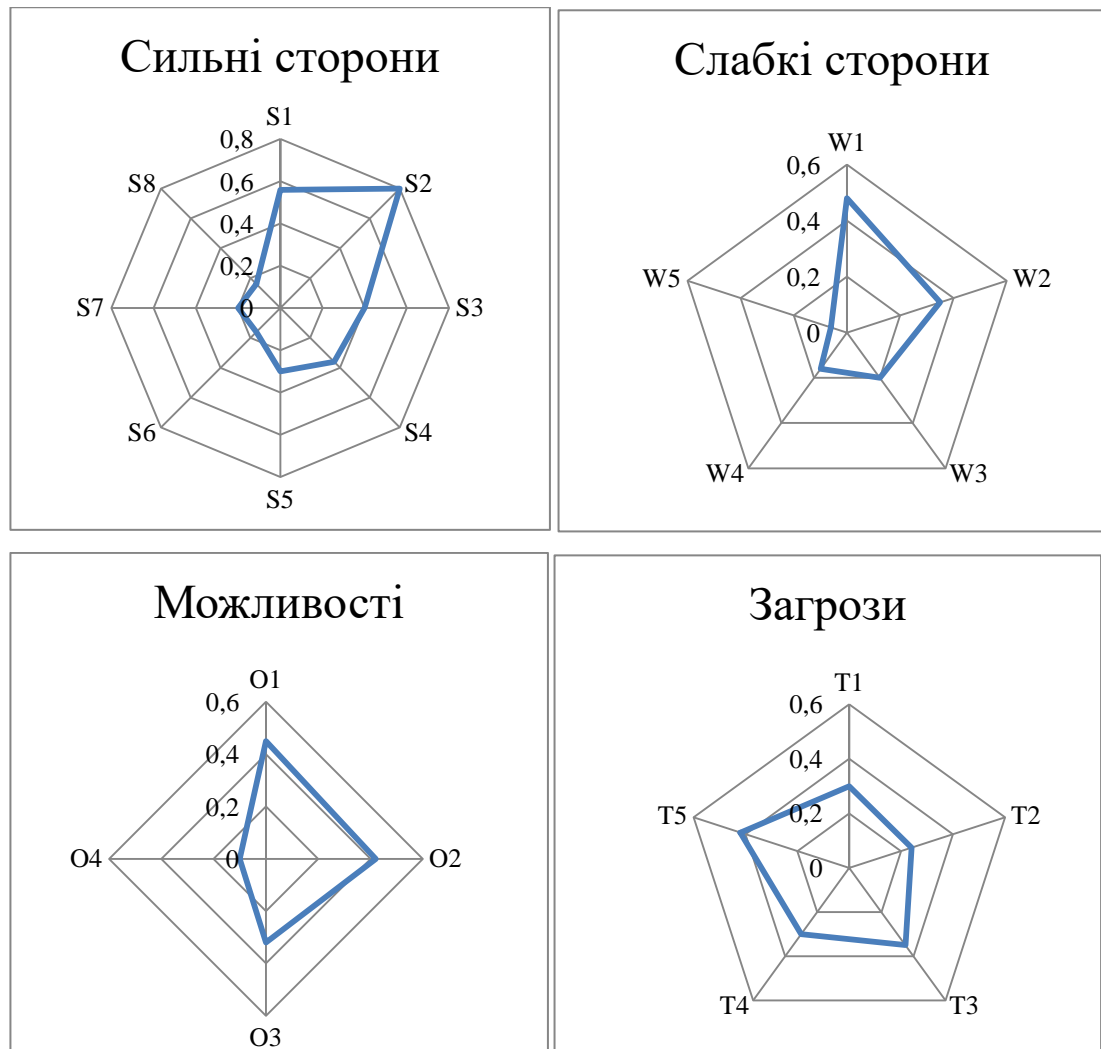 Сильні сторони
S1
0,8
S8
0,6
S2
0,4
0,2
S7
0
S3
S6
S4
S5
Слабкі сторони
W1
0,6
0,4
W5
0,2
W2
0
W4
W3
Можливості
O1
0,6
0,4
0,2
O4
0
O2
O3
Загрози
T1
0,6
0,4
T5
0,2
T2
0
T4
T3